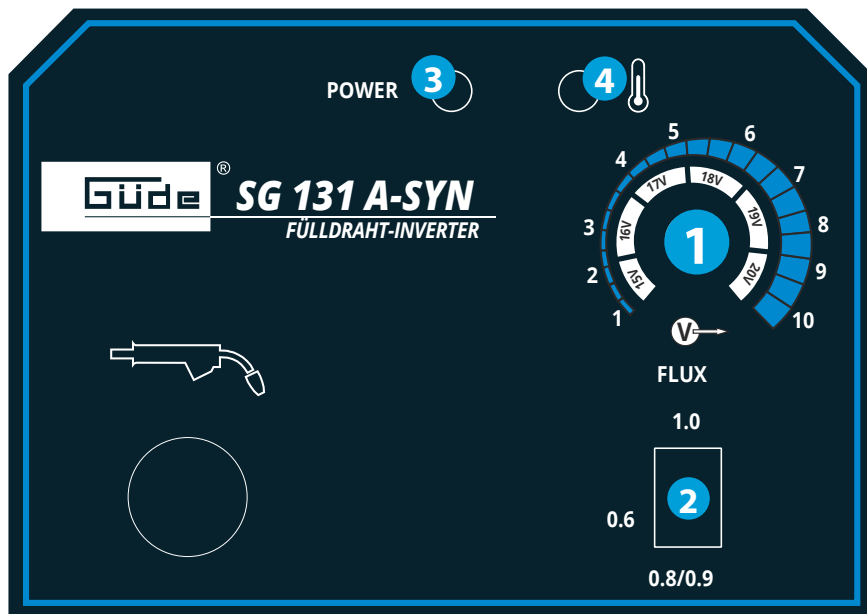 POWER 3 4
5 6
4 7
17V 18V
Güde ® SG 131 A-SYN
FÜLLDRAHT-INVERTER
3 16V 1 19V 8
2 15V 20V 9
1 10
V
FLUX
1.0
2
0.6
0.8/0.9